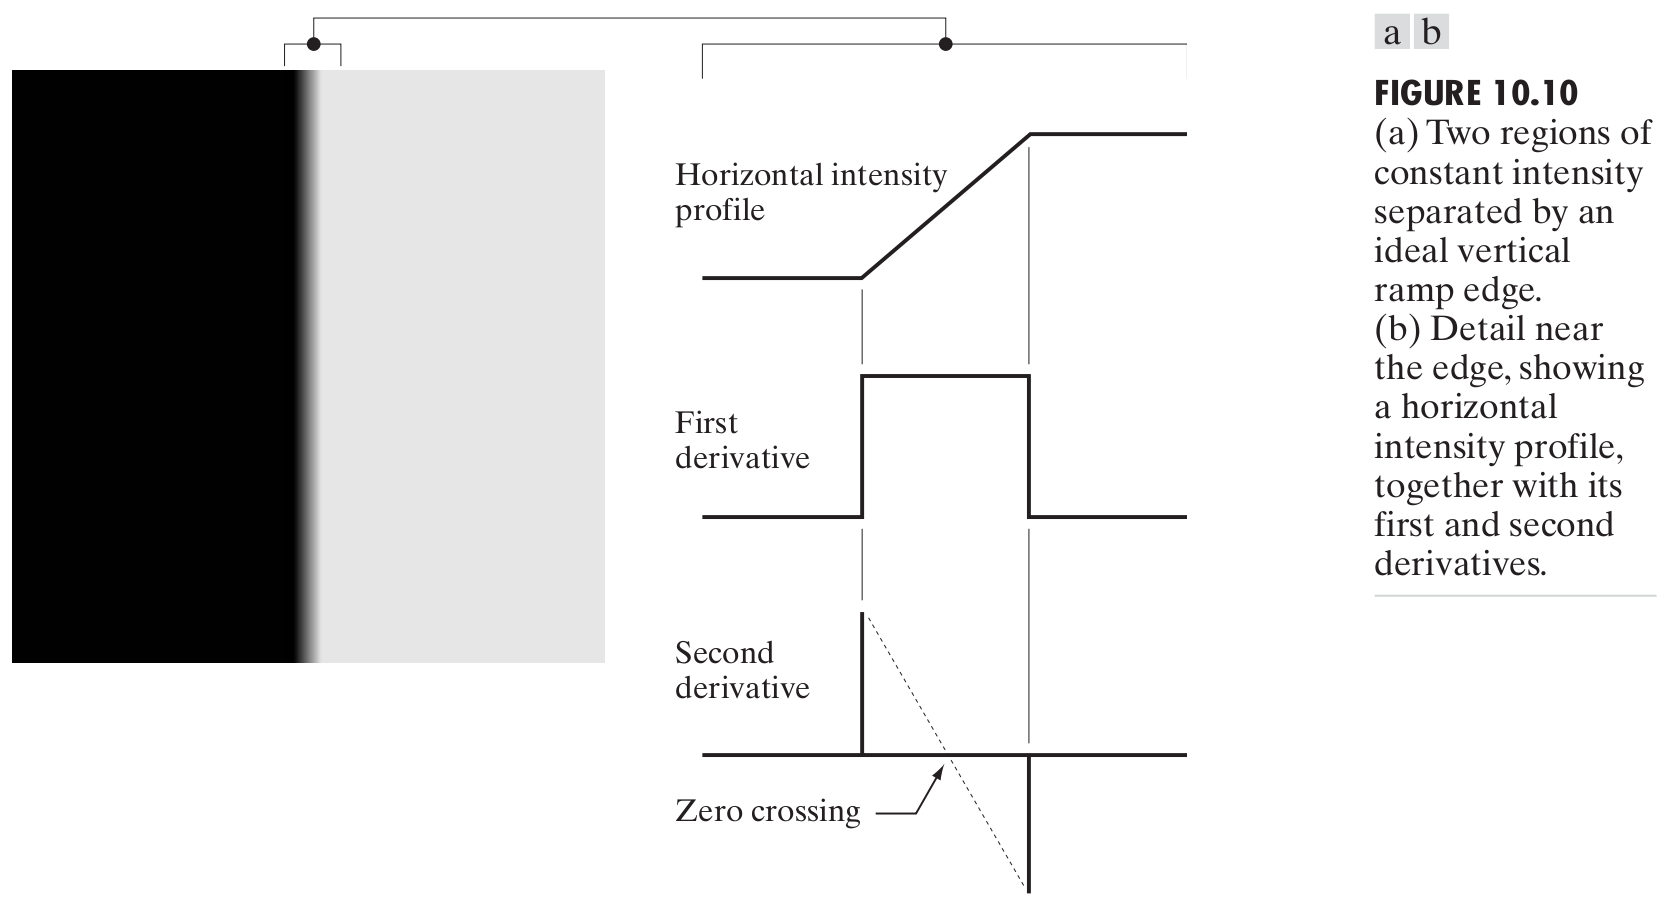 Horizontal intensity
profile
First
derivative
Second
derivative
Zero crossing
a b
FIGURE 10.10
(a) Two regions of
constant intensity
separated by an
ideal vertical
ramp edge.
(b) Detail near
the edge, showing
a horizontal
intensity profile,
together with its
first and second
derivatives.